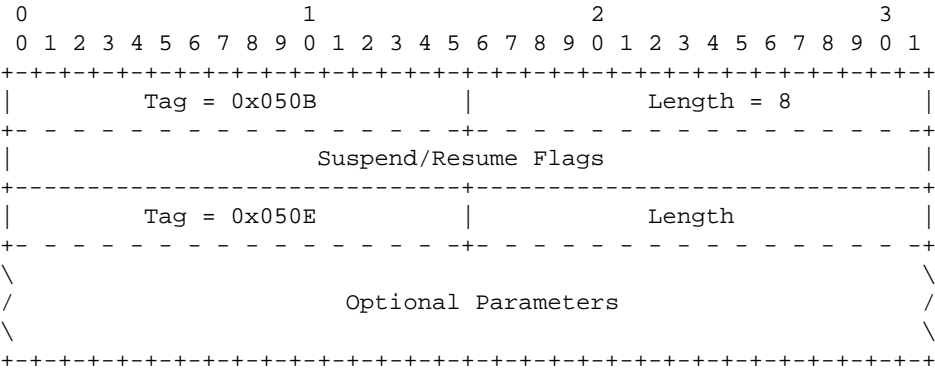 0                   1                   2                   3
 0 1 2 3 4 5 6 7 8 9 0 1 2 3 4 5 6 7 8 9 0 1 2 3 4 5 6 7 8 9 0 1
+-+-+-+-+-+-+-+-+-+-+-+-+-+-+-+-+-+-+-+-+-+-+-+-+-+-+-+-+-+-+-+-+
|         Tag = 0x050B          |            Length = 8         |
+- - - - - - - - - - - - - - - -+- - - - - - - - - - - - - - - -+
|                     Suspend/Resume Flags                      |
+-------------------------------+-------------------------------+
|         Tag = 0x050E          |            Length             |
+- - - - - - - - - - - - - - - -+- - - - - - - - - - - - - - - -+
\                                                               \
/                       Optional Parameters                     /
\                                                               \
+-+-+-+-+-+-+-+-+-+-+-+-+-+-+-+-+-+-+-+-+-+-+-+-+-+-+-+-+-+-+-+-+